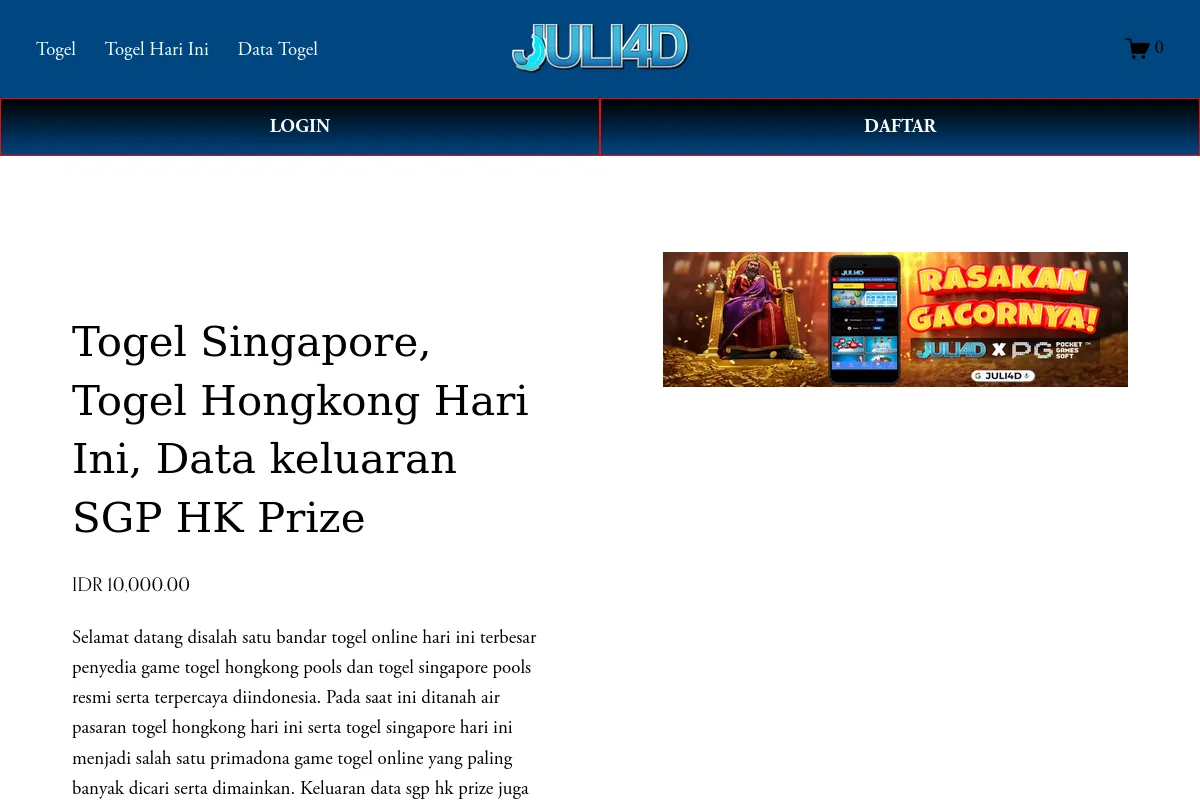 Togel
Togel Hari Ini
Data Togel
JULI4D
0
LOGIN
DAFTAR
Togel Singapore,
Togel Hongkong Hari
Ini, Data keluaran
SGP HK Prize
IDR 10,000.00
Selamat datang disalah satu bandar togel online hari ini terbesar
penyedia game togel hongkong pools dan togel singapore pools
resmi serta terpercaya diindonesia. Pada saat ini ditanah air
pasaran togel hongkong hari ini serta togel singapore hari ini
menjadi salah satu primadona game togel online yang paling
banyak dicari serta dimainkan. Keluaran data sgp hk prize juga
JULI4D
RASAKAN
GACORNYA!
JULI4D X PG POCKET GAMES SOFT ™
G JULI4D